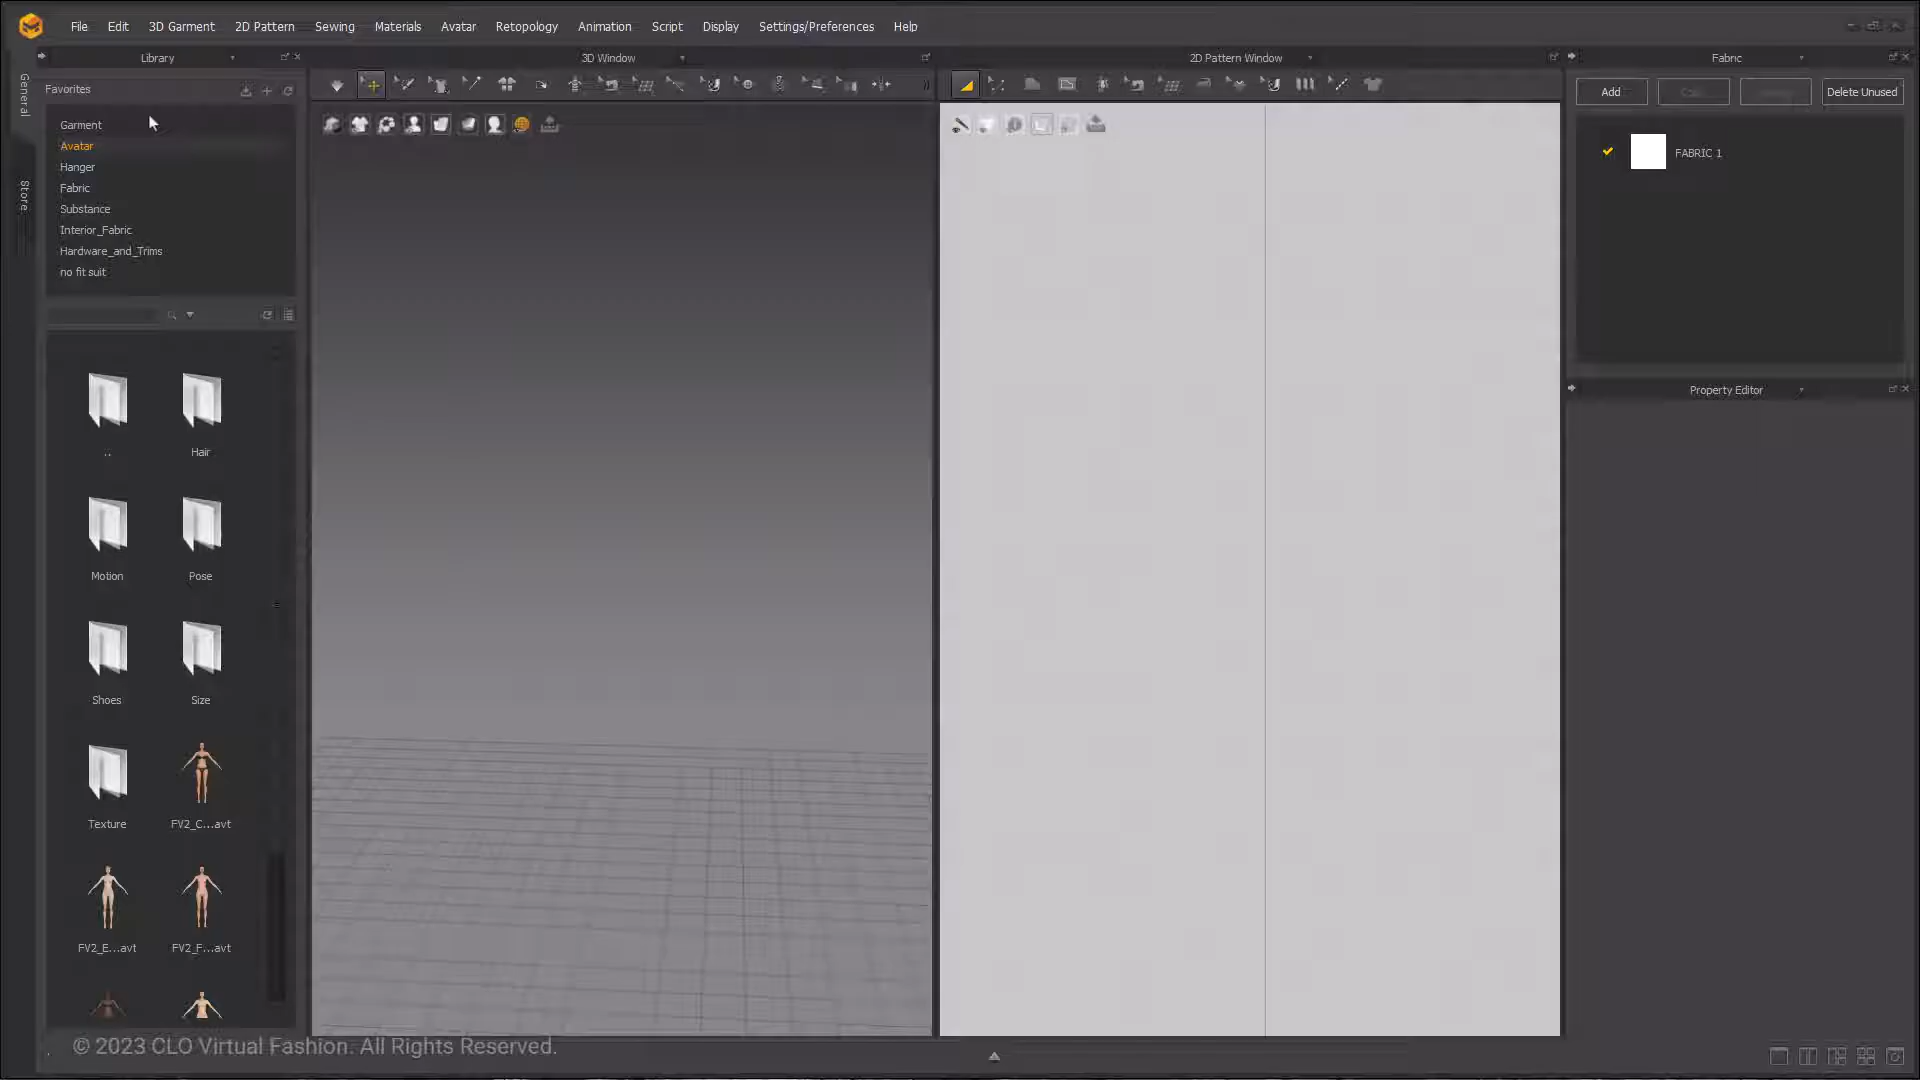 File Edit 3D Garment 2D Pattern Sewing Materials Avatar Retopology Animation Script Display Settings/Preferences Help
Library
3D Window
2D Pattern Window
Fabric
General
Store
Favorites
Garment
Avatar
Hanger
Fabric
Substance
Interior_Fabric
Hardware_and_Trims
no fit suit
.. Hair
Motion Pose
Shoes Size
Texture FV2_C...avt
FV2_E...avt FV2_F...avt
Add Delete Unused
FABRIC 1
Property Editor
© 2023 CLO Virtual Fashion. All Rights Reserved.